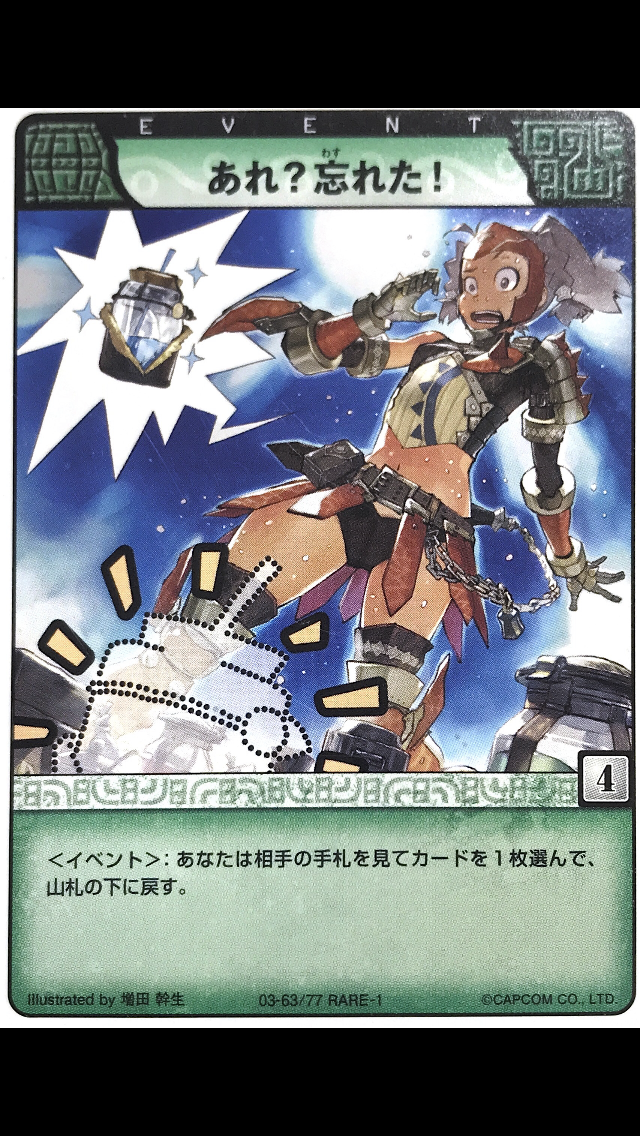 EVENT
わす
あれ？忘れた！
4
＜イベント＞：あなたは相手の手札を見てカードを１枚選んで、
山札の下に戻す。
Illustrated by 増田 幹生 03-63/77 RARE-1 ©CAPCOM CO., LTD.